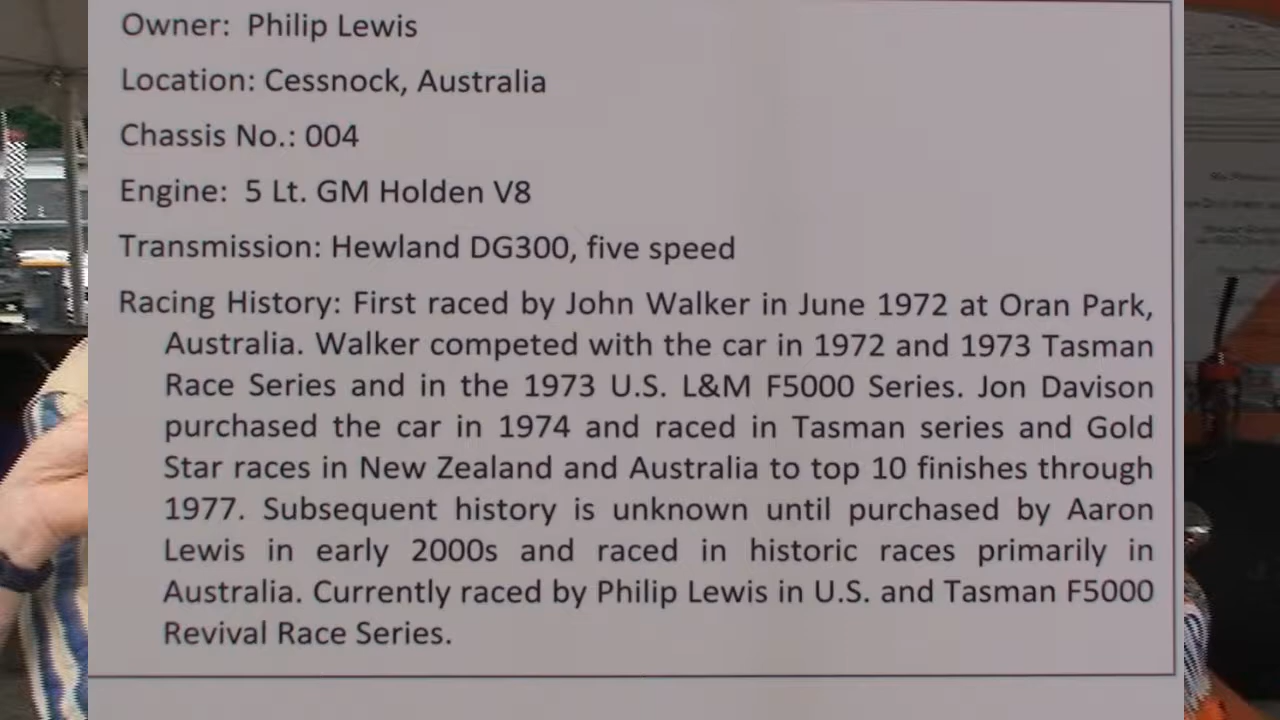 Owner: Philip Lewis
Location: Cessnock, Australia
Chassis No.: 004
Engine: 5 Lt. GM Holden V8
Transmission: Hewland DG300, five speed
Racing History: First raced by John Walker in June 1972 at Oran Park,
Australia. Walker competed with the car in 1972 and 1973 Tasman
Race Series and in the 1973 U.S. L&M F5000 Series. Jon Davison
purchased the car in 1974 and raced in Tasman series and Gold
Star races in New Zealand and Australia to top 10 finishes through
1977. Subsequent history is unknown until purchased by Aaron
Lewis in early 2000s and raced in historic races primarily in
Australia. Currently raced by Philip Lewis in U.S. and Tasman F5000
Revival Race Series.